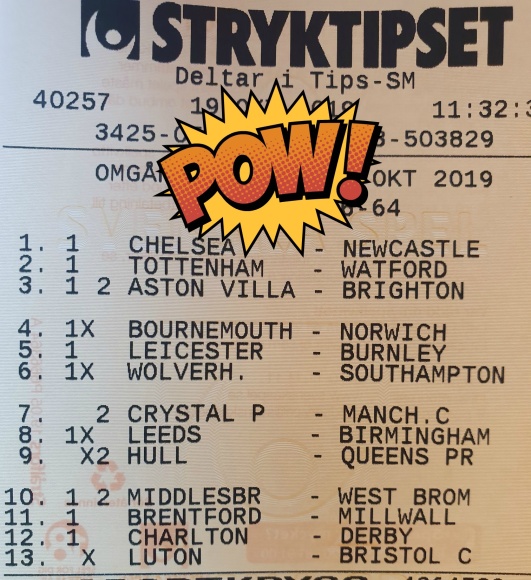 STRYKTIPSET
Deltar i Tips-SM
40257 11:32:3
3425-0 -503829
POW!
OKT 2019
-64
1. 1 CHELSEA - NEWCASTLE
2. 1 TOTTENHAM - WATFORD
3. 1 2 ASTON VILLA - BRIGHTON
4. 1X BOURNEMOUTH - NORWICH
5. 1 LEICESTER - BURNLEY
6. 1X WOLVERH. - SOUTHAMPTON
7. 2 CRYSTAL P - MANCH.C
8. 1X LEEDS - BIRMINGHAM
9. X2 HULL - QUEENS PR
10. 1 2 MIDDLESBR - WEST BROM
11. 1 BRENTFORD - MILLWALL
12. 1 CHARLTON - DERBY
13. X LUTON - BRISTOL C